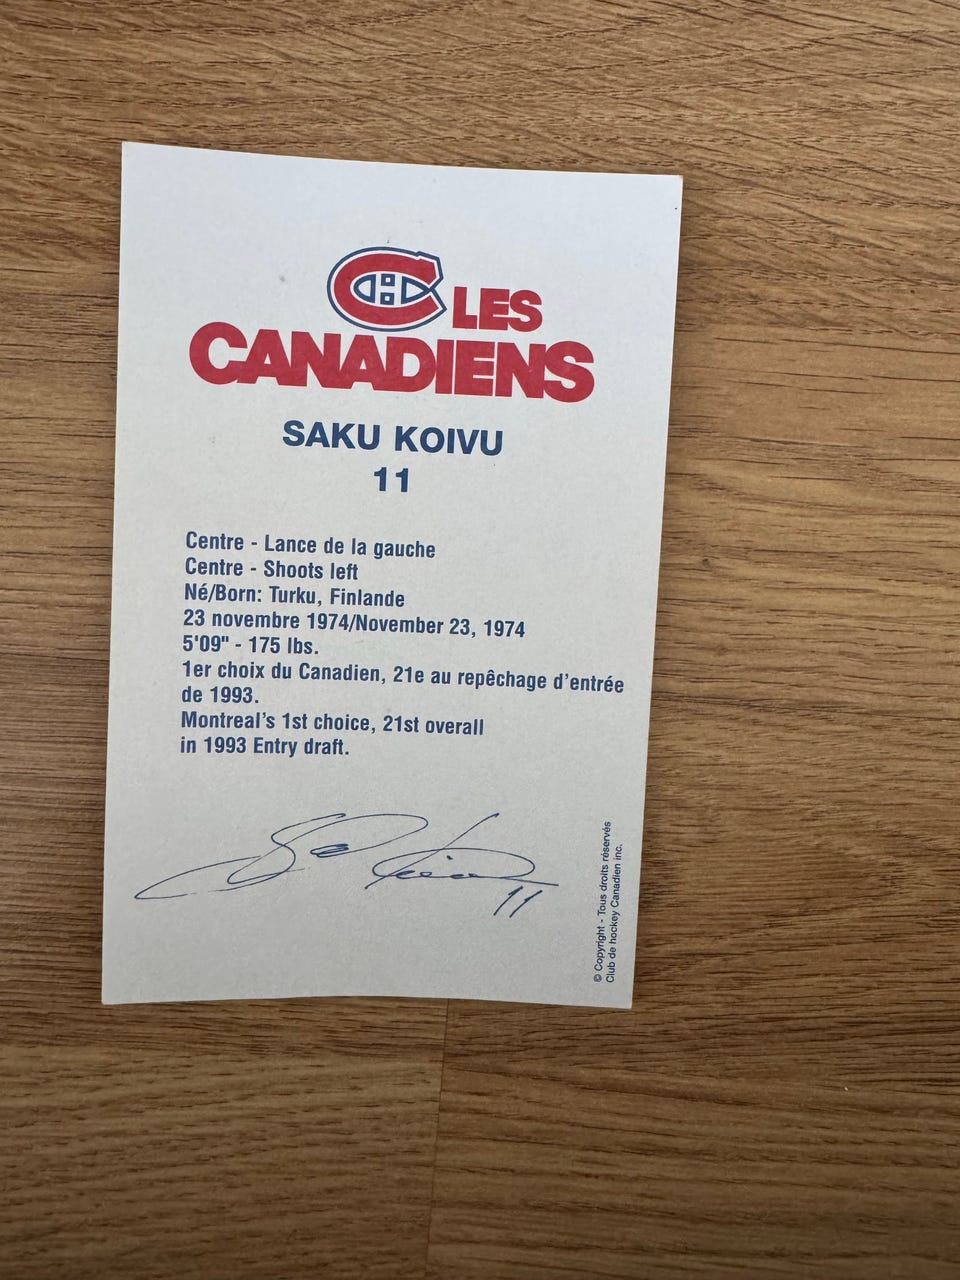 LES
CANADIENS
SAKU KOIVU
11
Centre - Lance de la gauche
Centre - Shoots left
Né/Born: Turku, Finlande
23 novembre 1974/November 23, 1974
5'09" - 175 lbs.
1er choix du Canadien, 21e au repêchage d'entrée
de 1993.
Montreal's 1st choice, 21st overall
in 1993 Entry draft.
11
© Copyright - Tous droits réservés
Club de hockey Canadien inc.